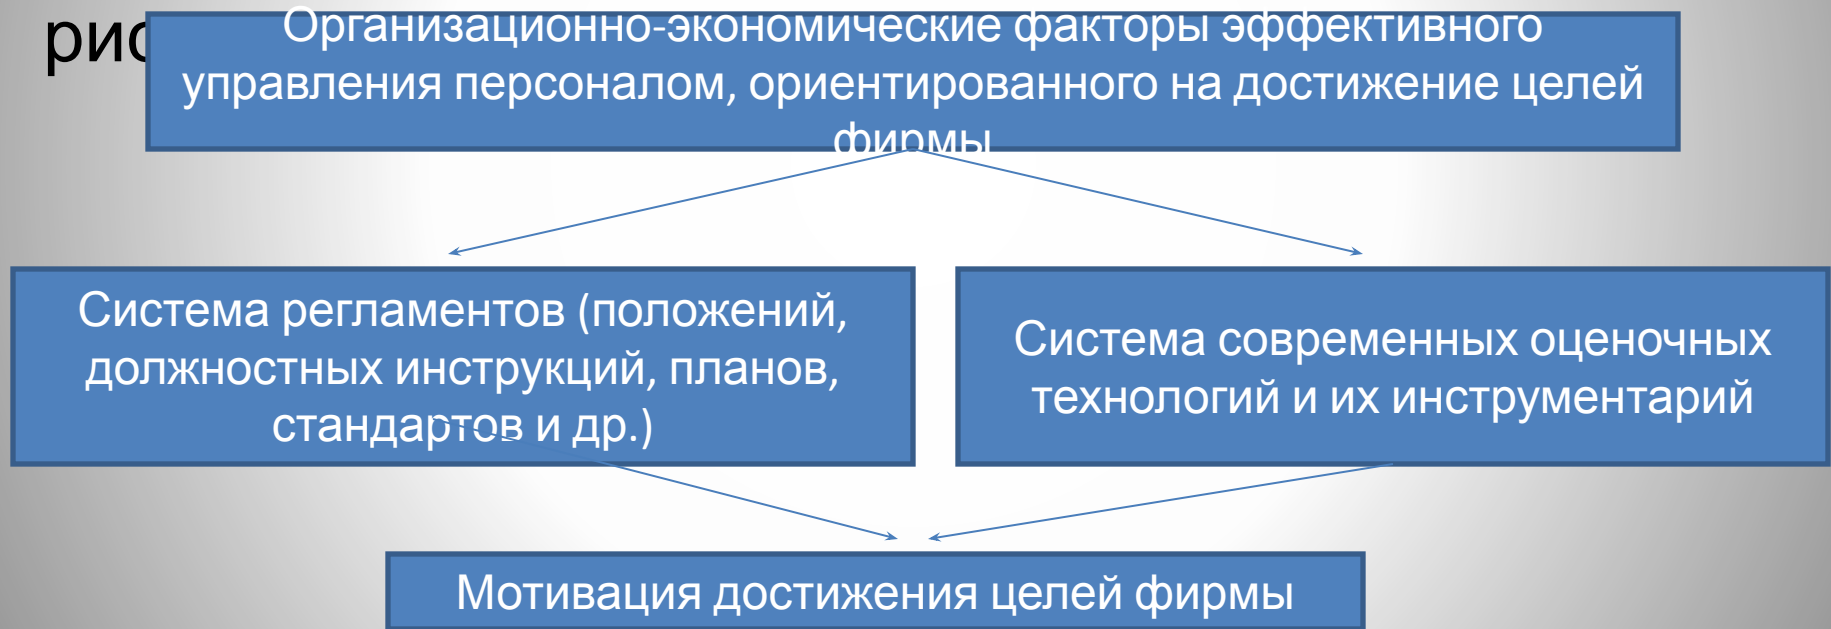 рис
Организационно-экономические факторы эффективного
управления персоналом, ориентированного на достижение целей
фирмы
Система регламентов (положений,
должностных инструкций, планов,
стандартов и др.)
Система современных оценочных
технологий и их инструментарий
Мотивация достижения целей фирмы